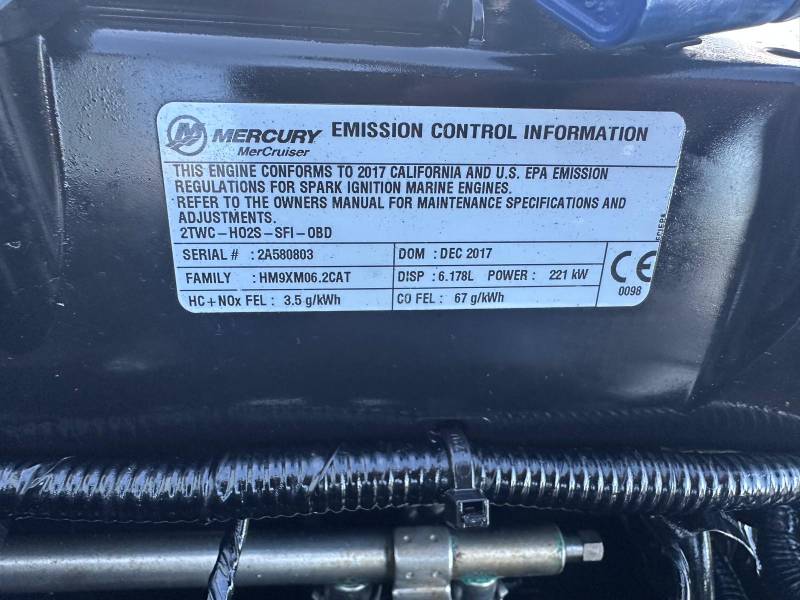 MERCURY EMISSION CONTROL INFORMATION
MerCruiser
THIS ENGINE CONFORMS TO 2017 CALIFORNIA AND U.S. EPA EMISSION
REGULATIONS FOR SPARK IGNITION MARINE ENGINES.
REFER TO THE OWNERS MANUAL FOR MAINTENANCE SPECIFICATIONS AND
ADJUSTMENTS.
2TWC-HO2S-SFI-OBD
SERIAL # : 2A580803 DOM : DEC 2017
FAMILY : HM9XM06.2CAT DISP : 6.178L POWER : 221 kW
HC+NOx FEL : 3.5 g/kWh CO FEL : 67 g/kWh
CE
0098